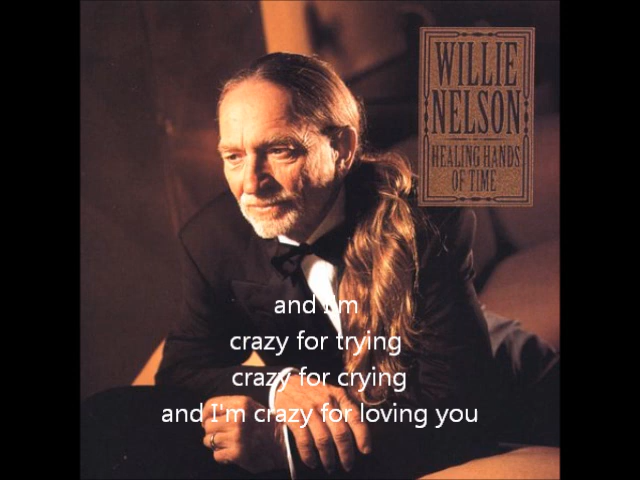 WILLIE
NELSON
HEALING HANDS
OF TIME
and I'm
crazy for trying
crazy for crying
and I'm crazy for loving you